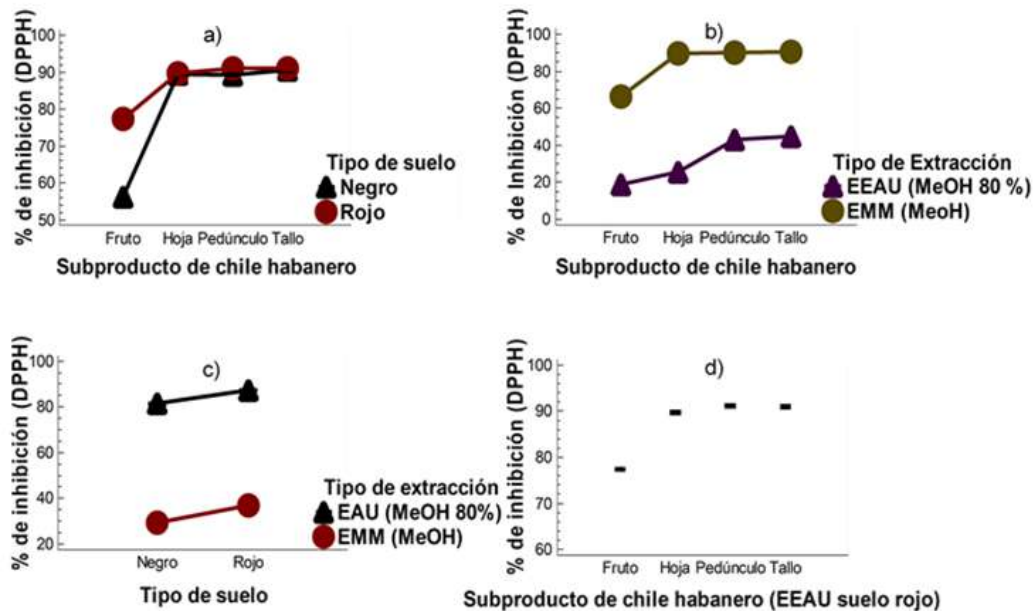 a)
% de inhibición (DPPH)
100
90
80
70
60
50
Tipo de suelo
Negro
Rojo
Fruto Hoja Pedúnculo Tallo
Subproducto de chile habanero
b)
% de Inhibición (DPPH)
100
80
60
40
20
0
Tipo de Extracción
EEAU (MeOH 80 %)
EMM (MeoH)
Fruto Hoja Pedúnculo Tallo
Subproducto de chile habanero
c)
% de inhibición (DPPH)
100
80
60
40
20
Tipo de extracción
EAU (MeOH 80%)
EMM (MeOH)
Negro Rojo
Tipo de suelo
d)
% de inhibición (DPPH)
100
90
80
70
60
Fruto Hoja Pedúnculo Tallo
Subproducto de chile habanero (EEAU suelo rojo)